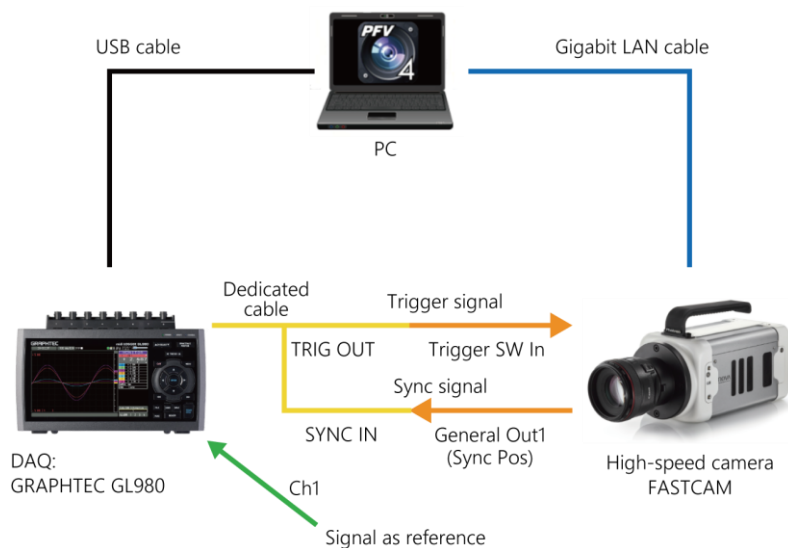 USB cable
PFV
4
Gigabit LAN cable
PC
Dedicated
cable
Trigger signal
TRIG OUT
Trigger SW In
Sync signal
SYNC IN
General Out1
(Sync Pos)
GRAPHTEC
DAQ:
GRAPHTEC GL980
Ch1
Signal as reference
High-speed camera
FASTCAM